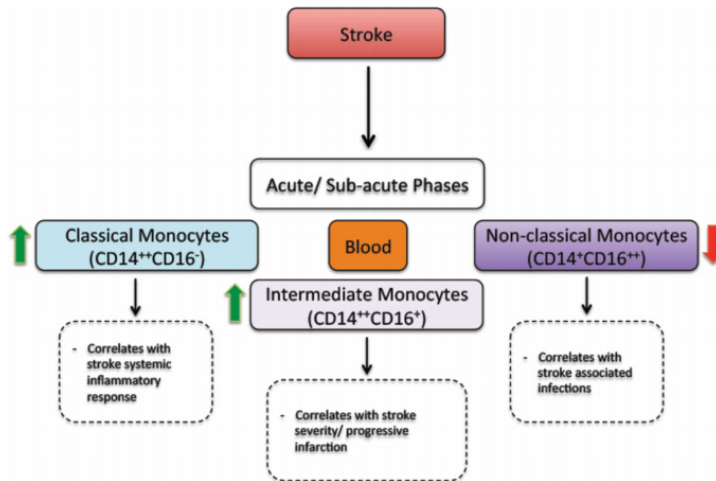 Stroke
Acute/ Sub-acute Phases
Classical Monocytes
(CD14⁺⁺CD16⁻)
Blood
Non-classical Monocytes
(CD14⁺CD16⁺⁺)
Intermediate Monocytes
(CD14⁺⁺CD16⁺)
- Correlates with
stroke systemic
inflammatory
response
- Correlates with stroke
severity/ progressive
infarction
- Correlates with
stroke associated
infections